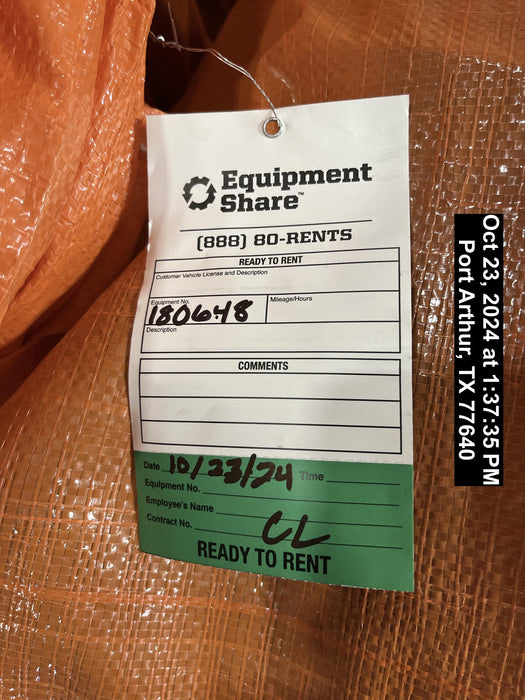 Equipment
Share™
(888) 80-RENTS
READY TO RENT
Customer Vehicle License and Description
Equipment No.
180648
Mileage/Hours
Description
COMMENTS
Date 10/23/24 Time
Equipment No.
Employee's Name
Contract No. CL
READY TO RENT
Oct 23, 2024 at 1:37:35 PM
Port Arthur, TX 77640